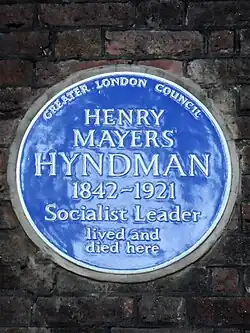 GREATER LONDON COUNCIL
HENRY
MAYERS
HYNDMAN
1842-1921
Socialist Leader
lived and
died here